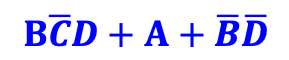 BC̅D + A + B̅D̅